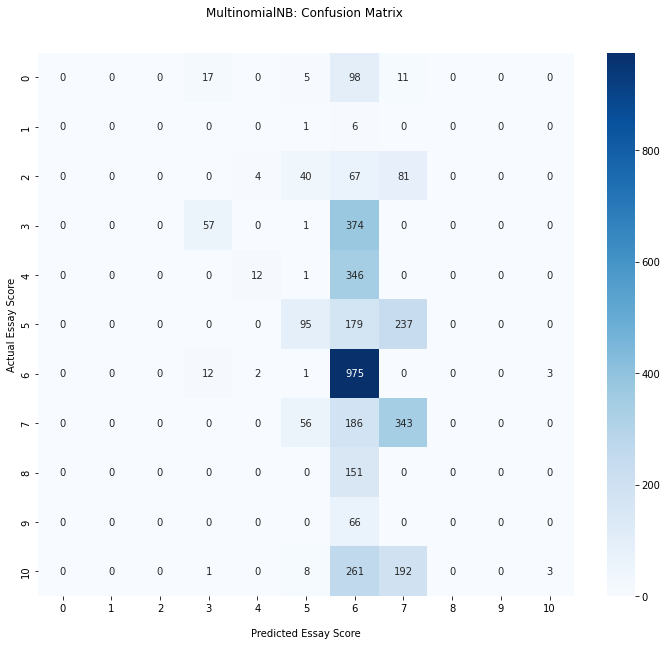 MultinomialNB: Confusion Matrix
0 0 0 0 17 0 5 98 11 0 0 0
1 0 0 0 0 0 1 6 0 0 0 0
2 0 0 0 0 4 40 67 81 0 0 0
3 0 0 0 57 0 1 374 0 0 0 0
4 0 0 0 0 12 1 346 0 0 0 0
5 0 0 0 0 0 95 179 237 0 0 0
6 0 0 0 12 2 1 975 0 0 0 3
7 0 0 0 0 0 56 186 343 0 0 0
8 0 0 0 0 0 0 151 0 0 0 0
9 0 0 0 0 0 0 66 0 0 0 0
10 0 0 0 1 0 8 261 192 0 0 3
0 1 2 3 4 5 6 7 8 9 10
Actual Essay Score
Predicted Essay Score
800
600
400
200
0